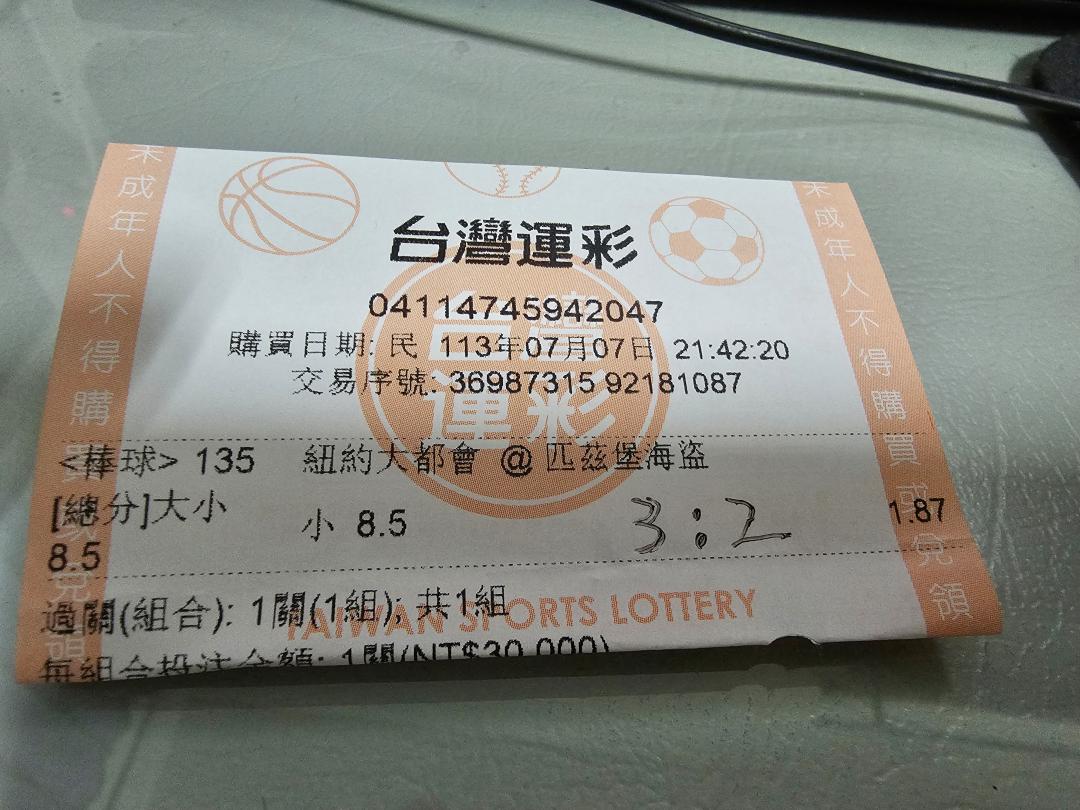 台灣運彩
04114745942047
購買日期: 民 113年07月07日 21:42:20
交易序號: 36987315 92181087
<棒球> 135 紐約大都會 @ 匹茲堡海盜
[總分]大小 小 8.5 3:2 1.87
8.5
過關(組合): 1關(1組); 共1組
TAIWAN SPORTS LOTTERY
每組合投注金額: 1關(NT$30,000)
未成年人不得購買或兌領
未成年人不得購買或兌領
台灣運彩